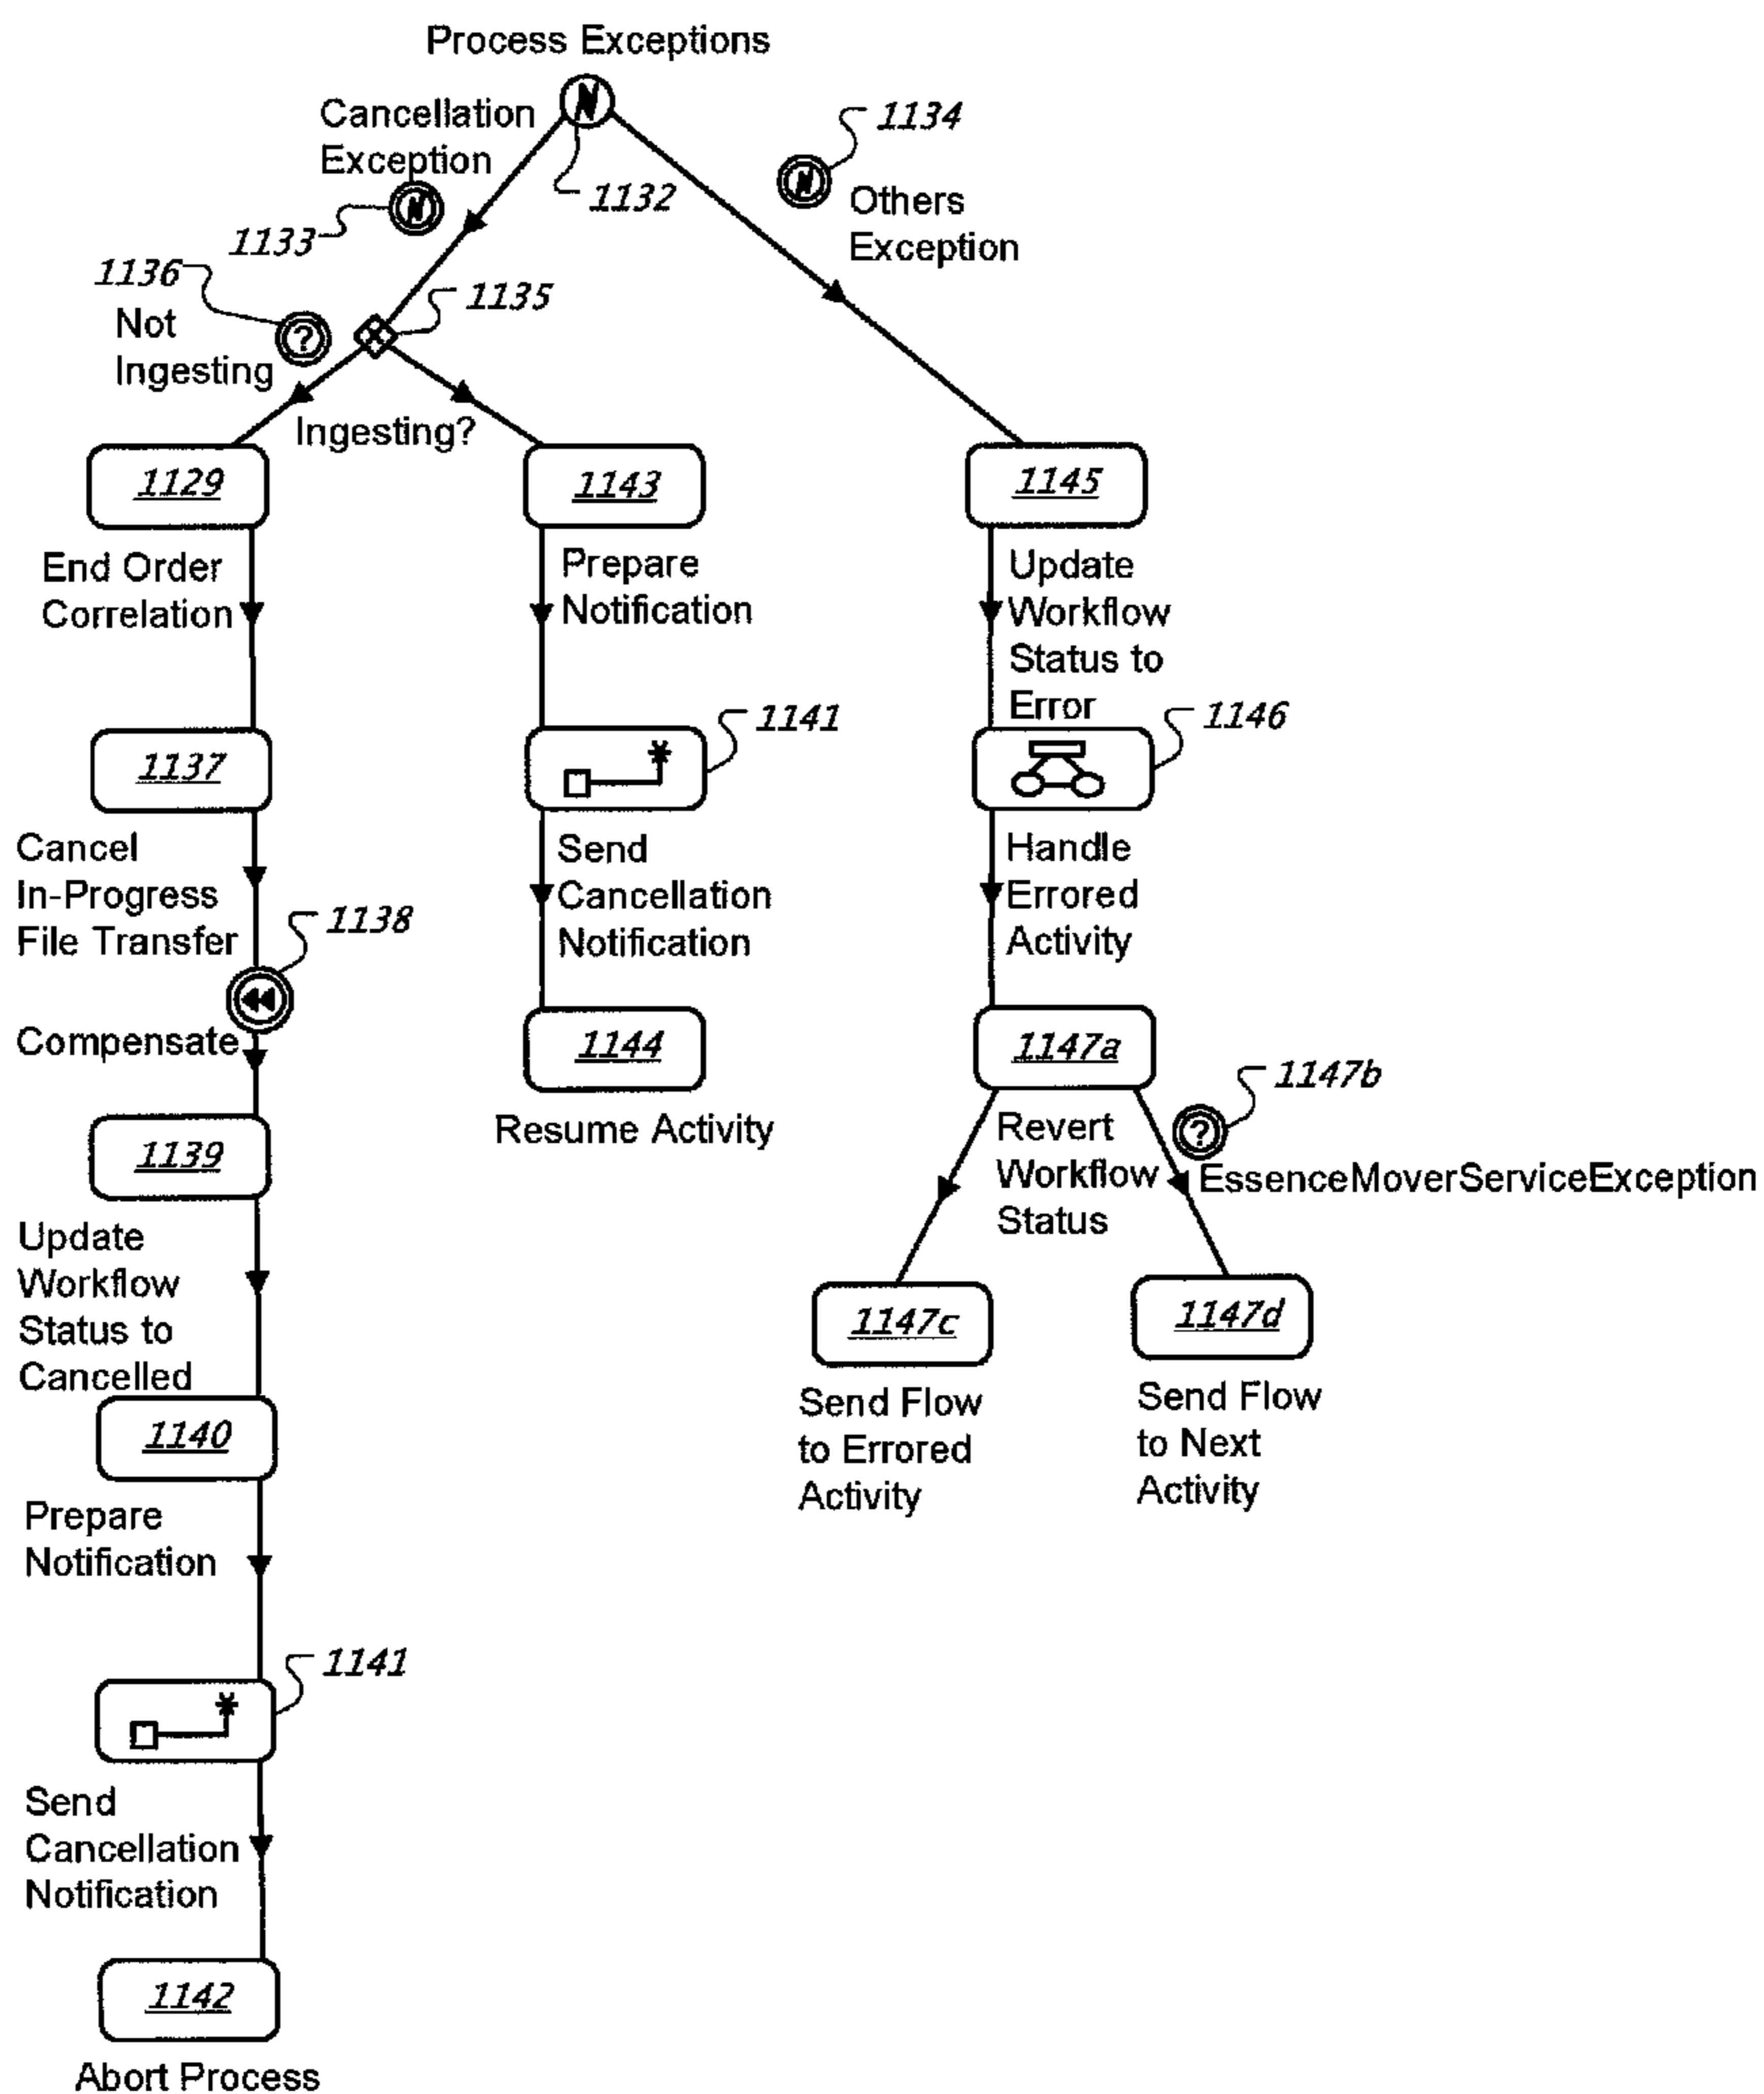 Process Exceptions
Cancellation
Exception
1132
1133
1134
Others
Exception
1136
Not
Ingesting
?
1135
Ingesting?
1129
End Order
Correlation
1137
Cancel
In-Progress
File Transfer
1138
Compensate
1139
Update
Workflow
Status to
Cancelled
1140
Prepare
Notification
1141
Send
Cancellation
Notification
1142
Abort Process
1143
Prepare
Notification
1141
Send
Cancellation
Notification
1144
Resume Activity
1145
Update
Workflow
Status to
Error
1146
Handle
Errored
Activity
1147a
Revert
Workflow
Status
1147b
?
EssenceMoverServiceException
1147c
Send Flow
to Errored
Activity
1147d
Send Flow
to Next
Activity